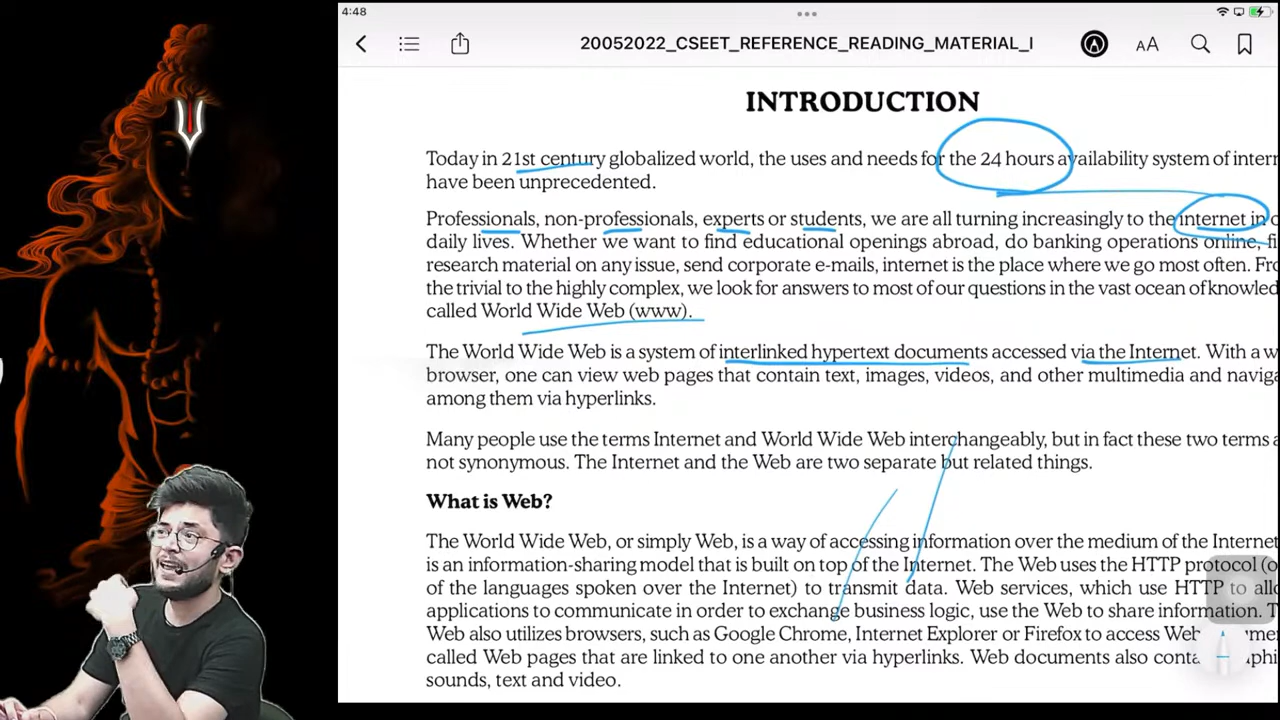 4:48
20052022_CSEET_REFERENCE_READING_MATERIAL_I
AA
INTRODUCTION
Today in 21st century globalized world, the uses and needs for the 24 hours availability system of inter
have been unprecedented.
Professionals, non-professionals, experts or students, we are all turning increasingly to the internet in
daily lives. Whether we want to find educational openings abroad, do banking operations online, fi
research material on any issue, send corporate e-mails, internet is the place where we go most often. Fro
the trivial to the highly complex, we look for answers to most of our questions in the vast ocean of knowled
called World Wide Web (www).
The World Wide Web is a system of interlinked hypertext documents accessed via the Internet. With a w
browser, one can view web pages that contain text, images, videos, and other multimedia and naviga
among them via hyperlinks.
Many people use the terms Internet and World Wide Web interchangeably, but in fact these two terms a
not synonymous. The Internet and the Web are two separate but related things.
What is Web?
The World Wide Web, or simply Web, is a way of accessing information over the medium of the Internet
is an information-sharing model that is built on top of the Internet. The Web uses the HTTP protocol (o
of the languages spoken over the Internet) to transmit data. Web services, which use HTTP to all
applications to communicate in order to exchange business logic, use the Web to share information. T
Web also utilizes browsers, such as Google Chrome, Internet Explorer or Firefox to access Web
called Web pages that are linked to one another via hyperlinks. Web documents also conta
sounds, text and video.